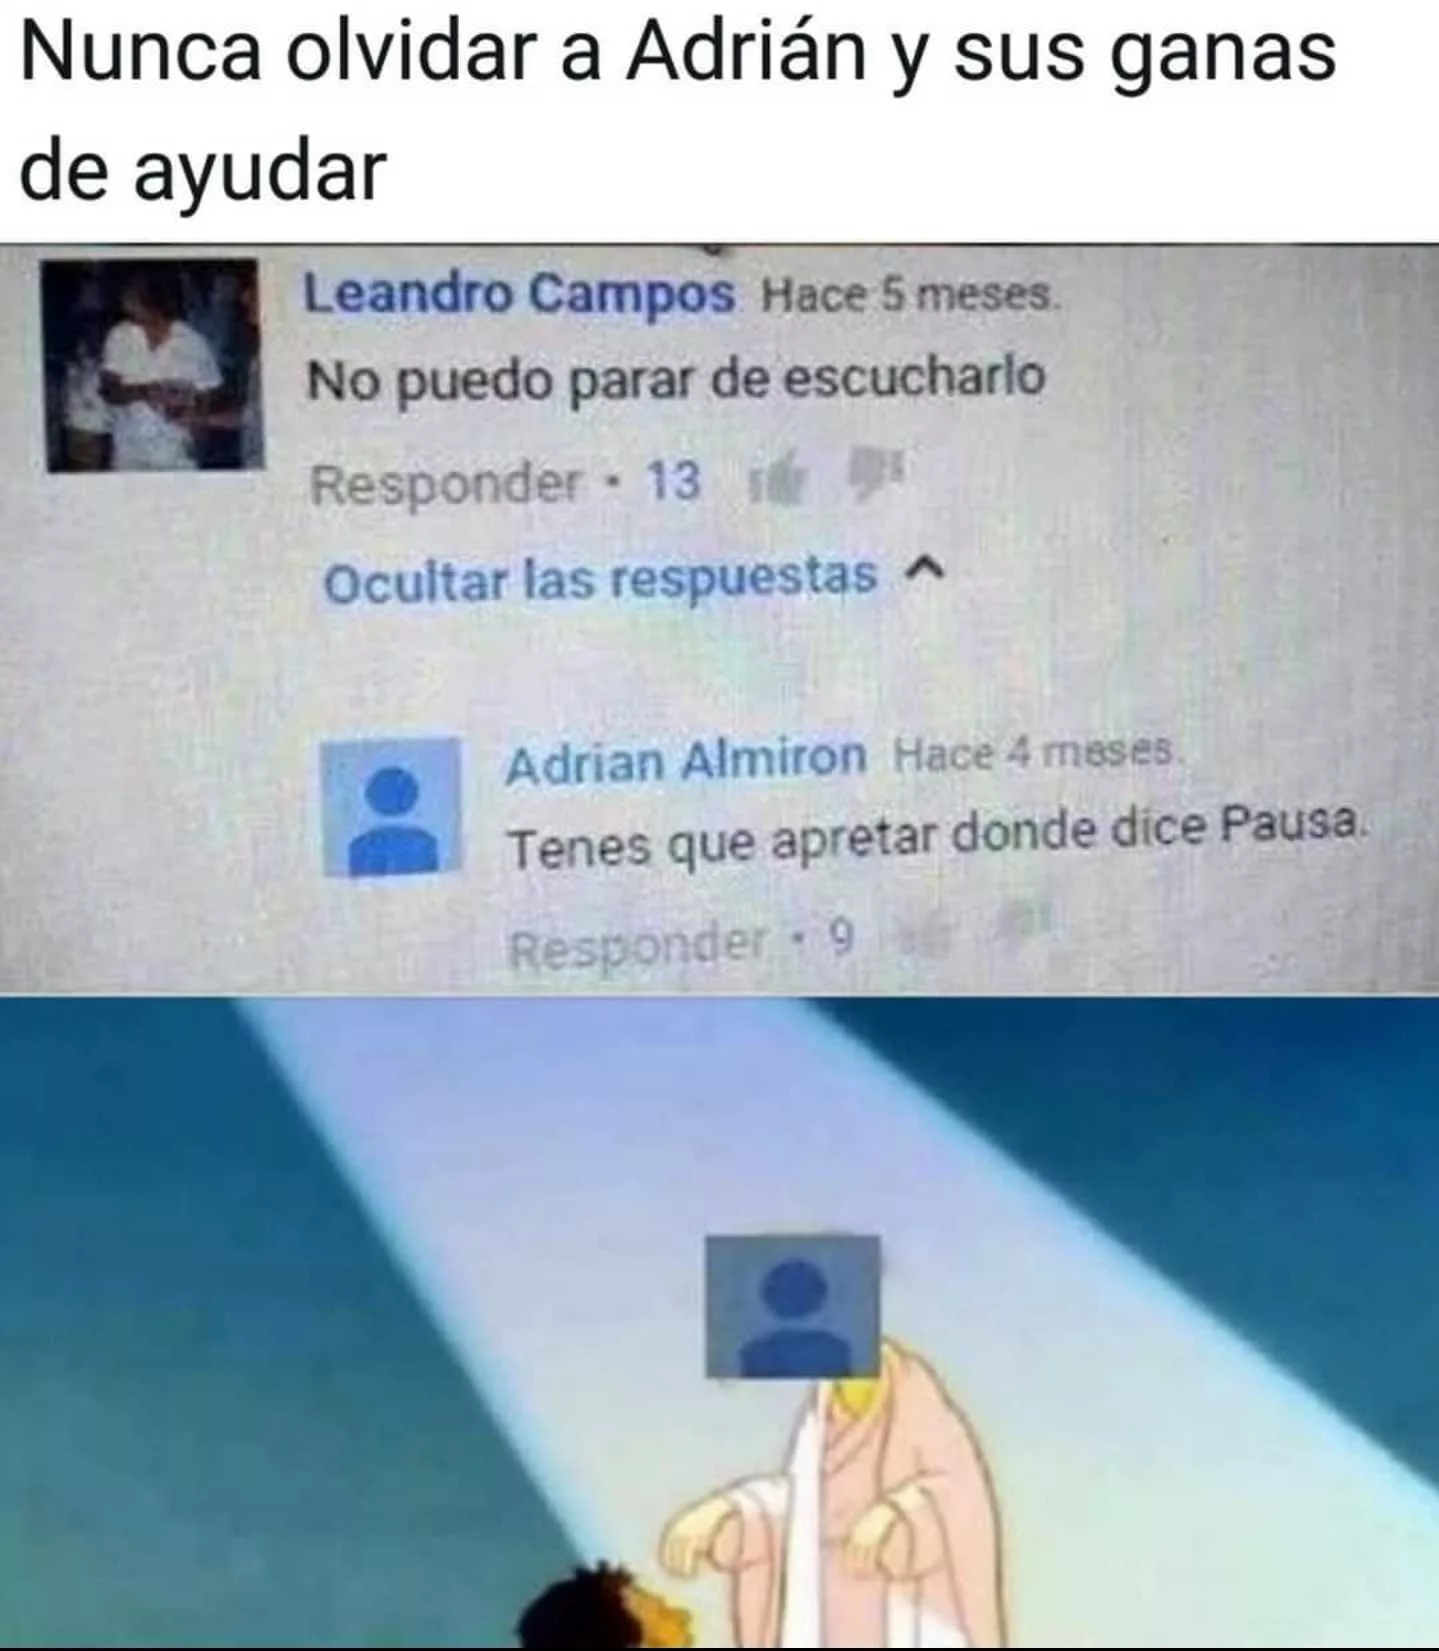 Nunca olvidar a Adrián y sus ganas
de ayudar
Leandro Campos Hace 5 meses.
No puedo parar de escucharlo
Responder · 13
Ocultar las respuestas
Adrian Almiron Hace 4 meses.
Tenes que apretar donde dice Pausa.
Responder · 9